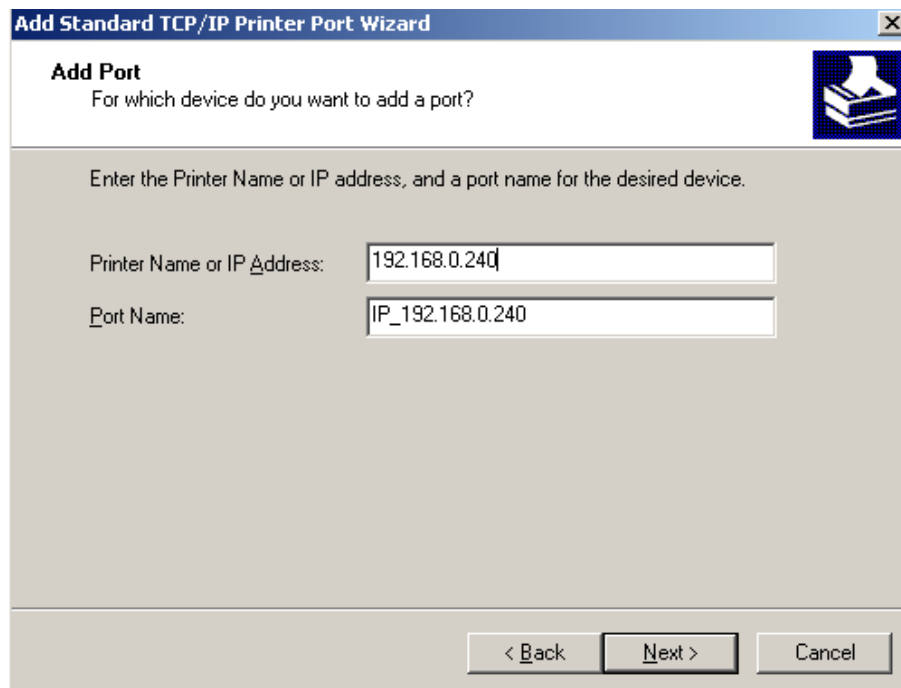 Add Standard TCP/IP Printer Port Wizard
Add Port
For which device do you want to add a port?
Enter the Printer Name or IP address, and a port name for the desired device.
Printer Name or IP Address: 192.168.0.240
Port Name: IP_192.168.0.240
< Back Next > Cancel